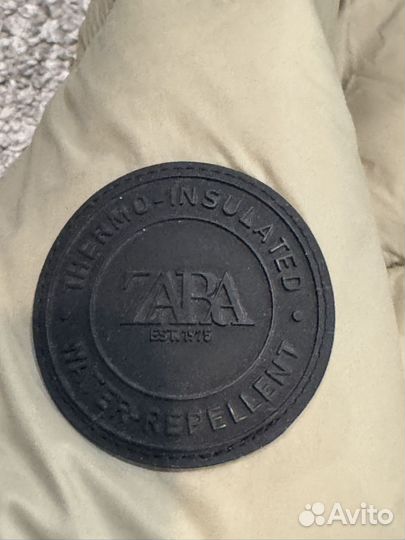 THERMO-INSULATED
ZARA
EST. 1975
WATER-REPELLENT
Avito